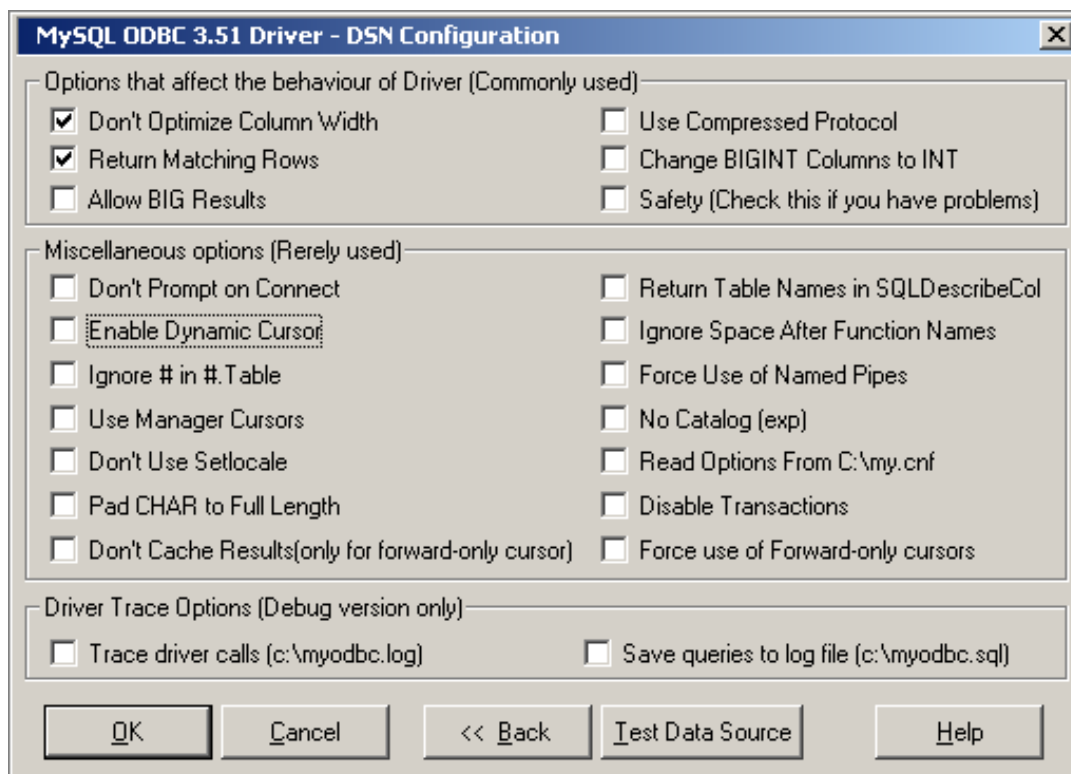 MySQL ODBC 3.51 Driver - DSN Configuration
Options that affect the behaviour of Driver (Commonly used)
Don't Optimize Column Width
Use Compressed Protocol
Return Matching Rows
Change BIGINT Columns to INT
Allow BIG Results
Safety (Check this if you have problems)
Miscellaneous options (Rerely used)
Don't Prompt on Connect
Return Table Names in SQLDescribeCol
Enable Dynamic Cursor
Ignore Space After Function Names
Ignore # in #.Table
Force Use of Named Pipes
Use Manager Cursors
No Catalog (exp)
Don't Use Setlocale
Read Options From C:\my.cnf
Pad CHAR to Full Length
Disable Transactions
Don't Cache Results(only for forward-only cursor)
Force use of Forward-only cursors
Driver Trace Options (Debug version only)
Trace driver calls (c:\myodbc.log)
Save queries to log file (c:\myodbc.sql)
OK
Cancel
<< Back
Test Data Source
Help